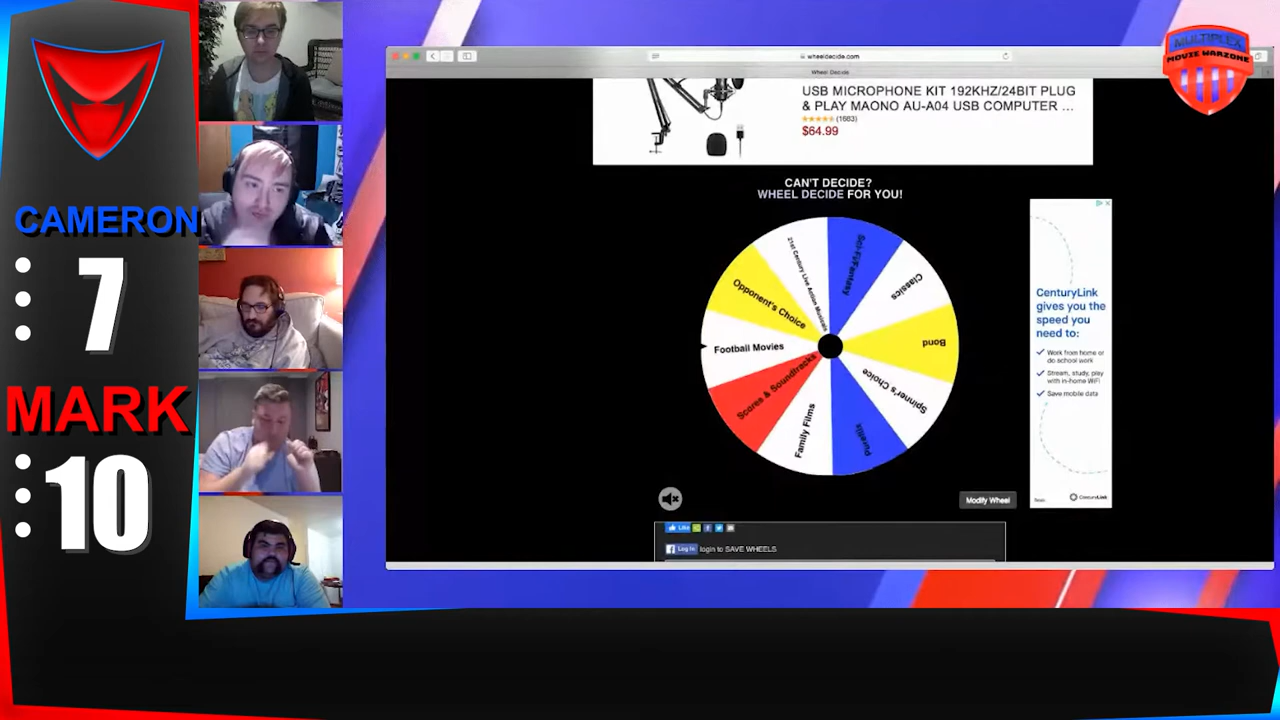 CAMERON
7
MARK
10
MULTIPLEX
MOVIE WARZONE
wheeldecide.com
Wheel Decide
USB MICROPHONE KIT 192KHZ/24BIT PLUG
& PLAY MAONO AU-A04 USB COMPUTER ...
(1683)
$64.99
CAN'T DECIDE?
WHEEL DECIDE FOR YOU!
Sci-Fi/Fantasy
Classics
Bond
Spinner's Choice
Family Films
Scores & Soundtracks
Football Movies
Opponent's Choice
21st Century Live Action Musicals
CenturyLink
gives you the
speed you
need to:
Work from home or
do school work
Stream, study, play
with in-home WiFi
Save mobile data
CenturyLink
Modify Wheel
Like
Log In login to SAVE WHEELS